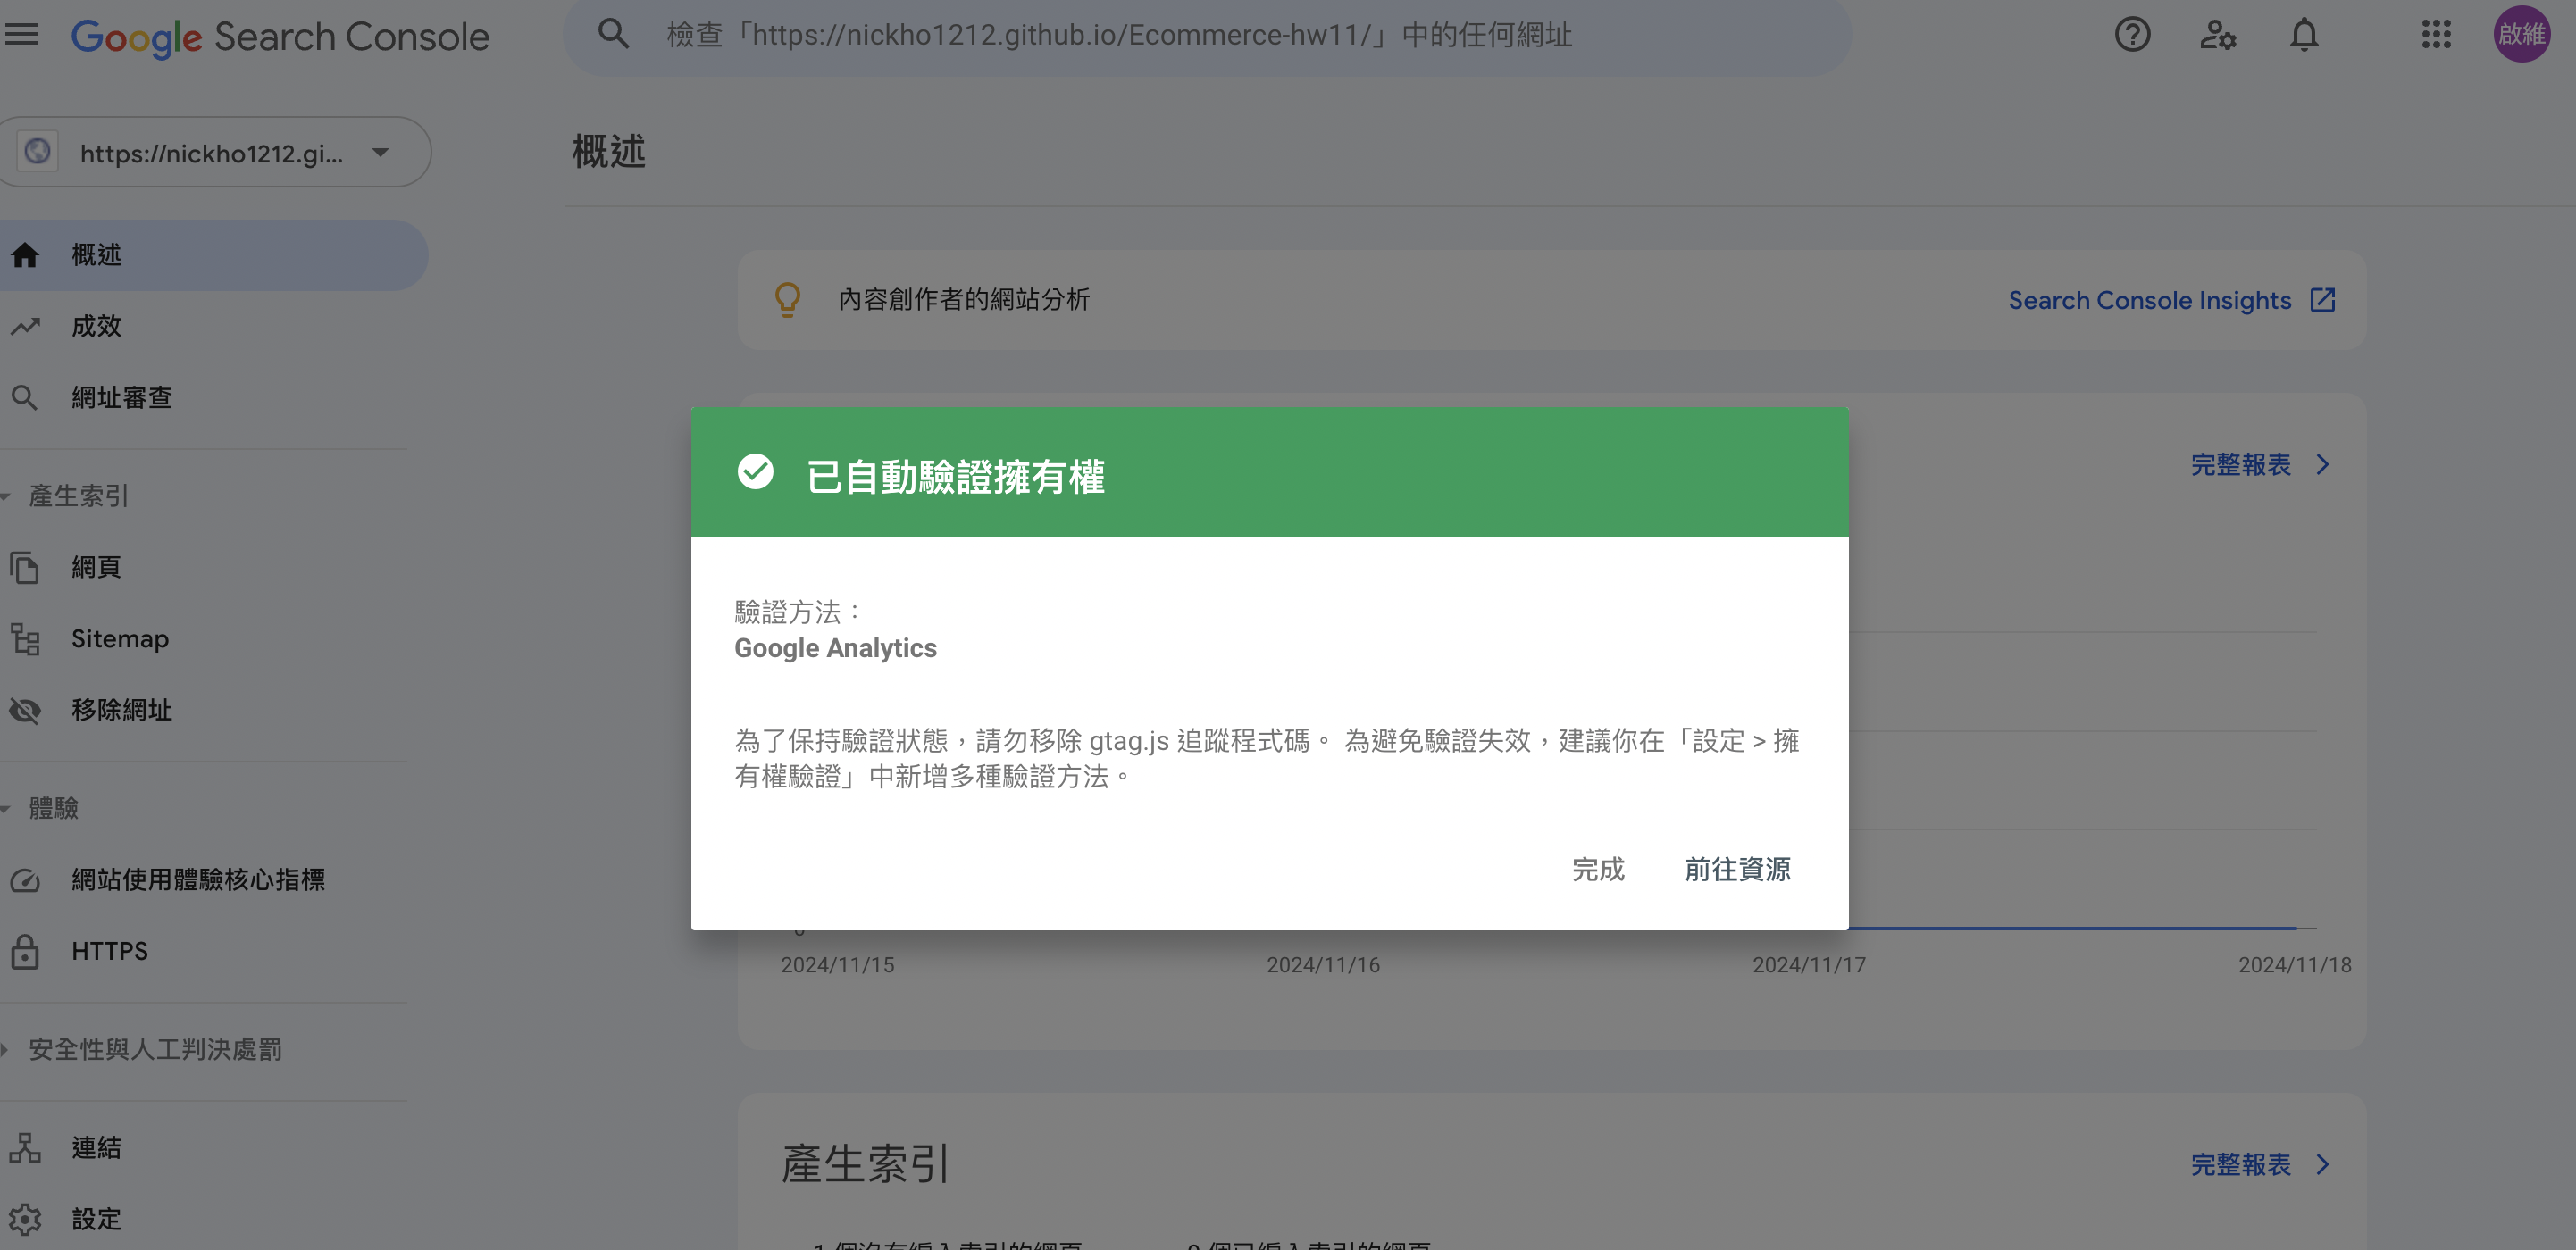 Google Search Console
檢查「https://nickho1212.github.io/Ecommerce-hw11/」中的任何網址
啟維
https://nickho1212.gi...
概述
成效
網址審查
產生索引
網頁
Sitemap
移除網址
體驗
網站使用體驗核心指標
HTTPS
安全性與人工判決處罰
連結
設定
概述
內容創作者的網站分析
Search Console Insights
完整報表
已自動驗證擁有權
驗證方法：
Google Analytics
為了保持驗證狀態，請勿移除 gtag.js 追蹤程式碼。 為避免驗證失效，建議你在「設定 > 擁
有權驗證」中新增多種驗證方法。
完成
前往資源
2024/11/15
2024/11/16
2024/11/17
2024/11/18
產生索引
完整報表